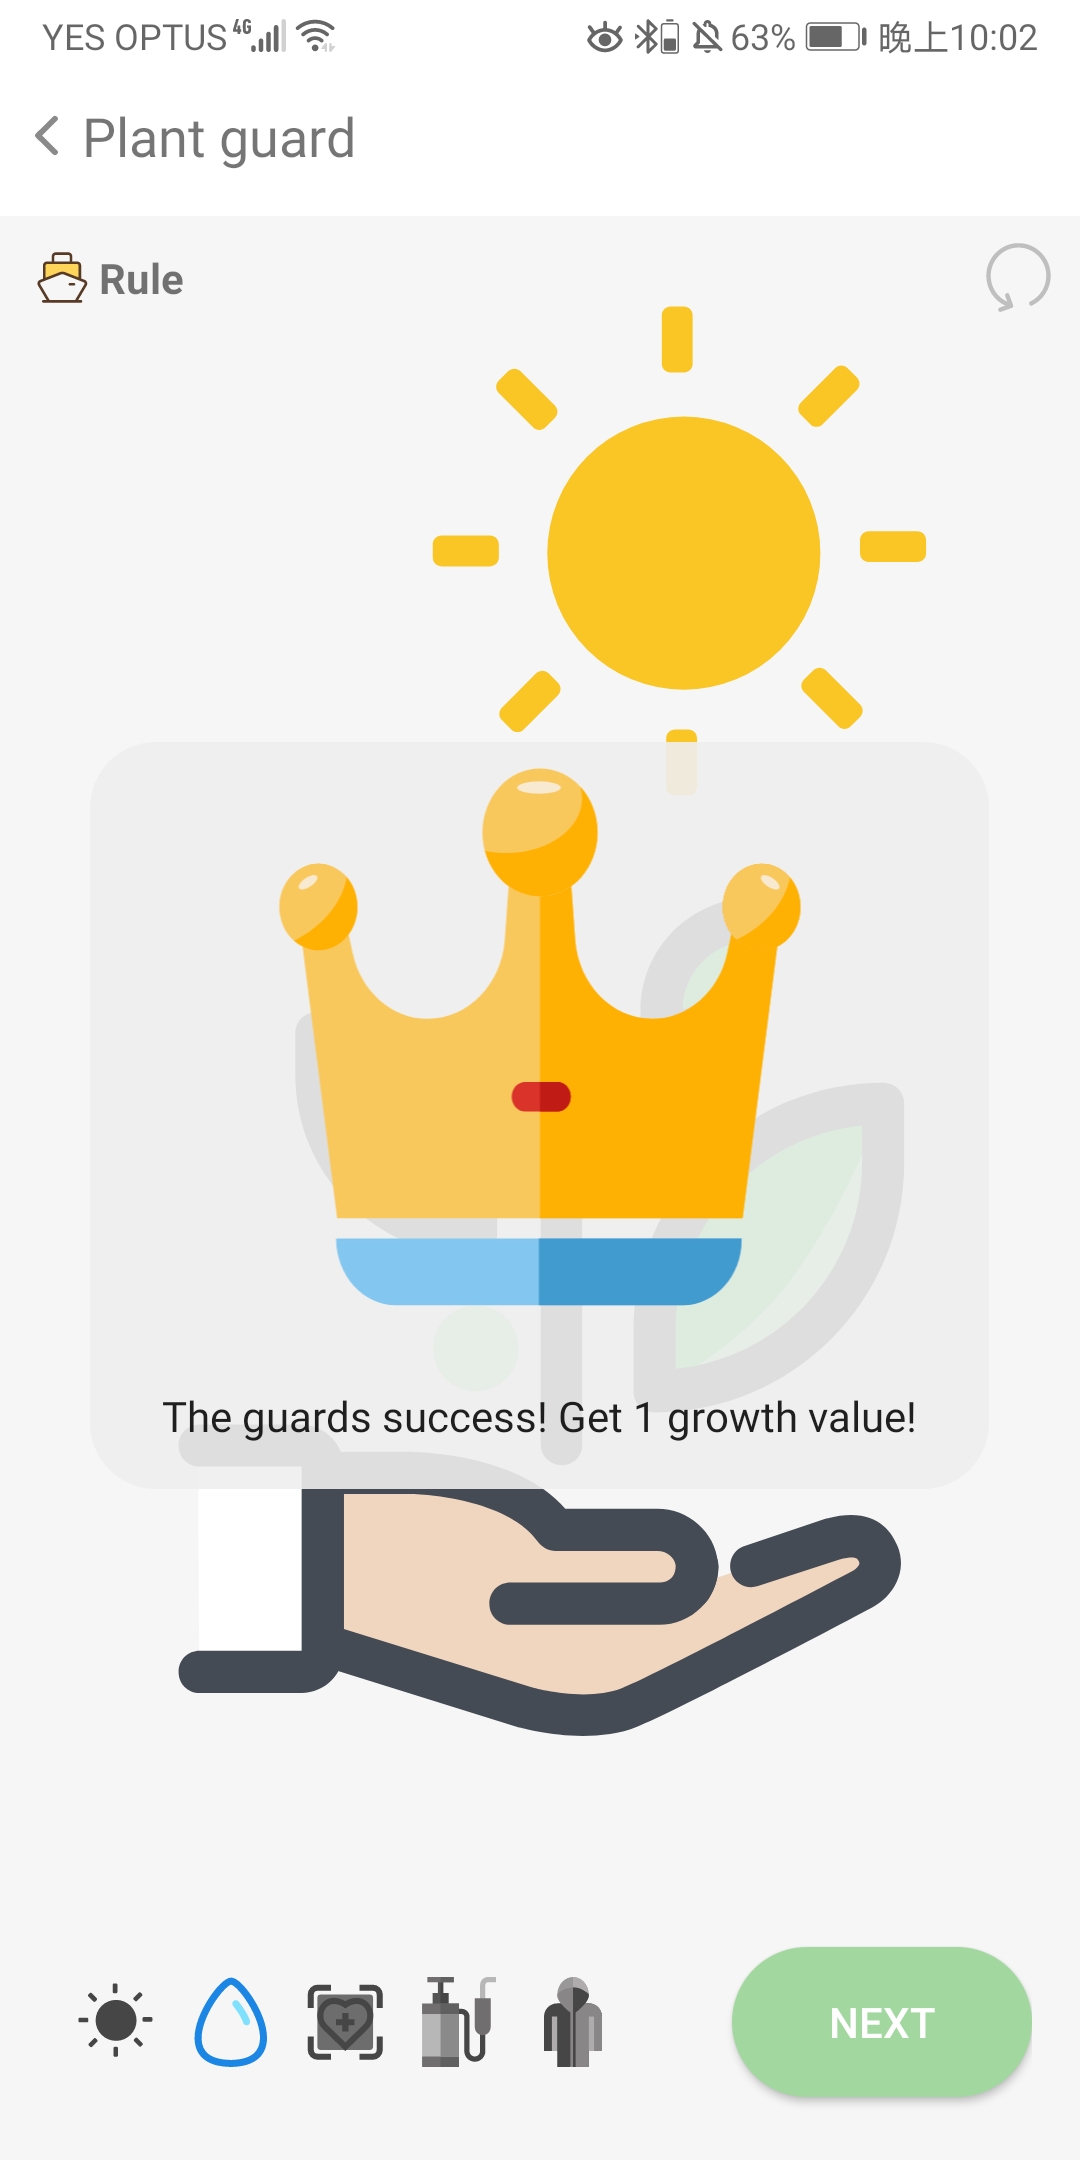 YES OPTUS 4G 63% 晚上10:02
Plant guard
Rule
The guards success! Get 1 growth value!
NEXT